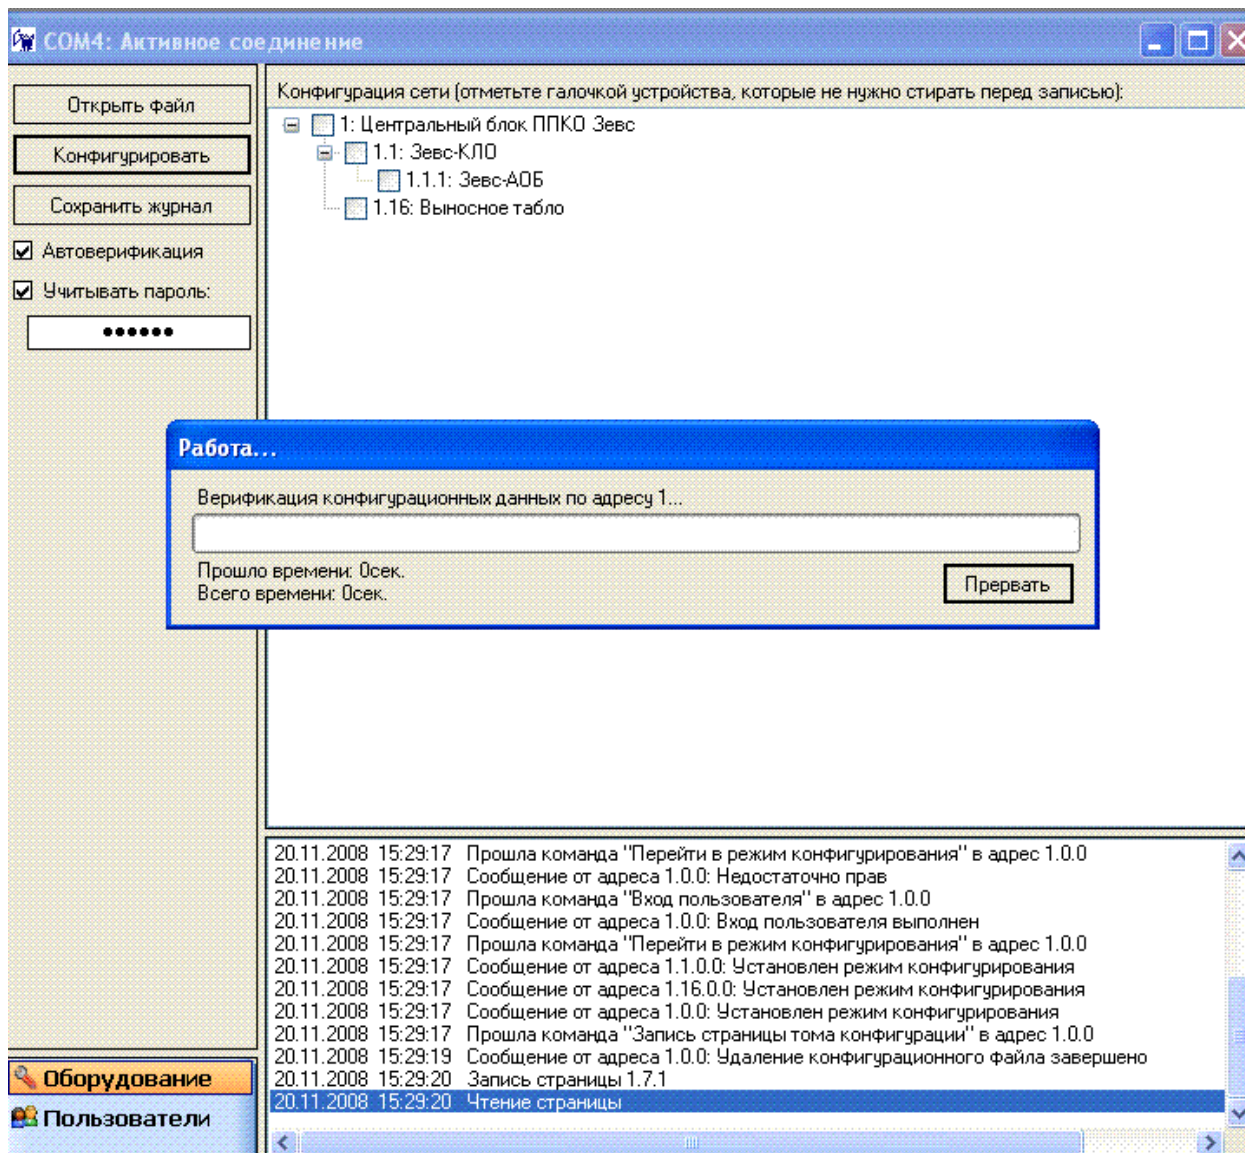 COM4: Активное соединение
Открыть файл
Конфигурировать
Сохранить журнал
Автоверификация
Учитывать пароль:
Конфигурация сети (отметьте галочкой устройства, которые не нужно стирать перед записью):
1: Центральный блок ППКО Зевс
1.1: Зевс-КЛО
1.1.1: Зевс-АОБ
1.16: Выносное табло
Работа...
Верификация конфигурационных данных по адресу 1...
Прошло времени: 0сек.
Всего времени: 0сек.
Прервать
20.11.2008 15:29:17 Прошла команда "Перейти в режим конфигурирования" в адрес 1.0.0
20.11.2008 15:29:17 Сообщение от адреса 1.0.0: Недостаточно прав
20.11.2008 15:29:17 Прошла команда "Вход пользователя" в адрес 1.0.0
20.11.2008 15:29:17 Сообщение от адреса 1.0.0: Вход пользователя выполнен
20.11.2008 15:29:17 Прошла команда "Перейти в режим конфигурирования" в адрес 1.0.0
20.11.2008 15:29:17 Сообщение от адреса 1.1.0.0: Установлен режим конфигурирования
20.11.2008 15:29:17 Сообщение от адреса 1.16.0.0: Установлен режим конфигурирования
20.11.2008 15:29:17 Сообщение от адреса 1.0.0: Установлен режим конфигурирования
20.11.2008 15:29:17 Прошла команда "Запись страницы тома конфигурации" в адрес 1.0.0
20.11.2008 15:29:19 Сообщение от адреса 1.0.0: Удаление конфигурационного файла завершено
20.11.2008 15:29:20 Запись страницы 1.7.1
20.11.2008 15:29:20 Чтение страницы
Оборудование
Пользователи